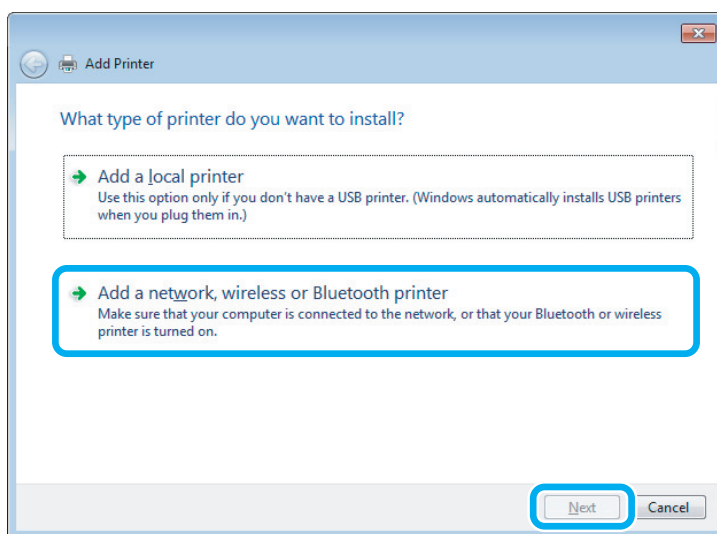 Add Printer
What type of printer do you want to install?
Add a local printer
Use this option only if you don't have a USB printer. (Windows automatically installs USB printers
when you plug them in.)
Add a network, wireless or Bluetooth printer
Make sure that your computer is connected to the network, or that your Bluetooth or wireless
printer is turned on.
Next Cancel